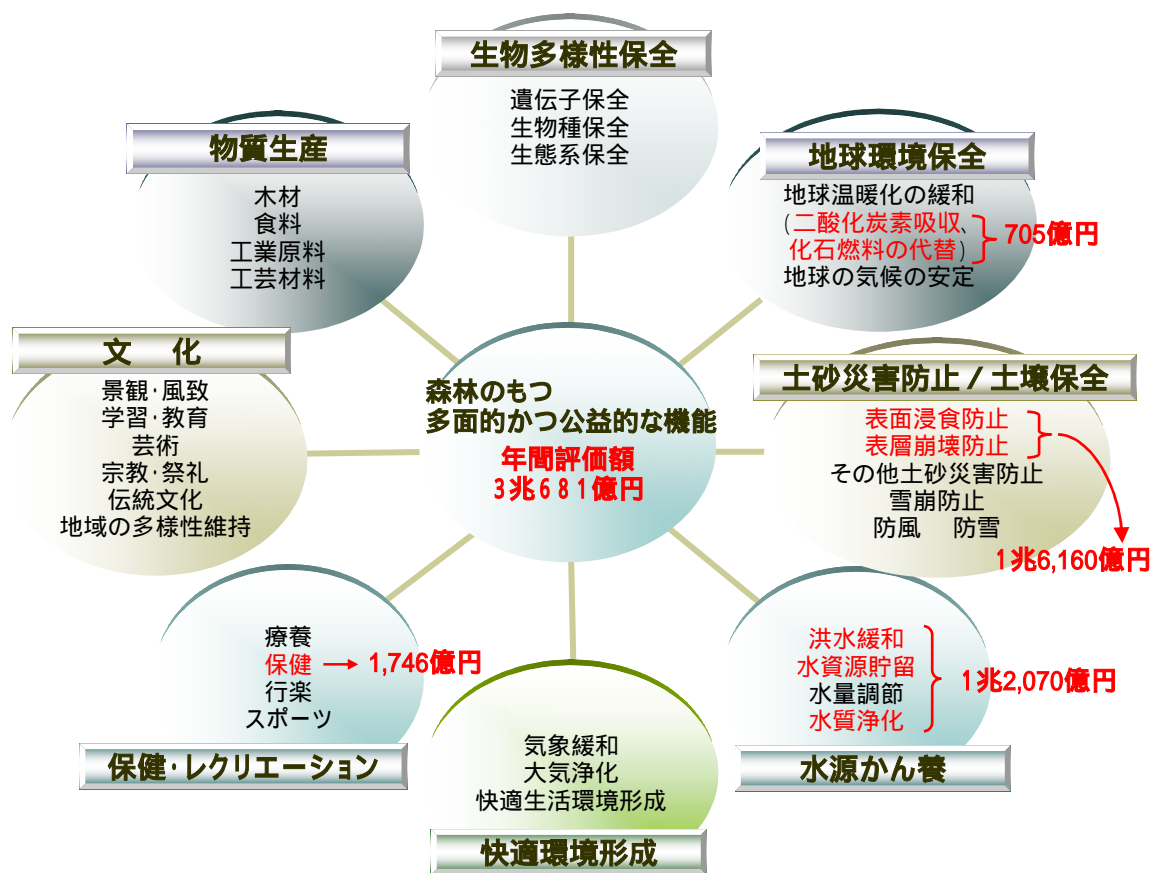 生物多様性保全
遺伝子保全
生物種保全
生態系保全
物質生産
木材
食料
工業原料
工芸材料
地球環境保全
地球温暖化の緩和
(二酸化炭素吸収、
化石燃料の代替)
地球の気候の安定
705億円
文　化
景観・風致
学習・教育
芸術
宗教・祭礼
伝統文化
地域の多様性維持
森林のもつ
多面的かつ公益的な機能
年間評価額
3兆681億円
土砂災害防止/土壌保全
表面浸食防止
表層崩壊防止
その他土砂災害防止
雪崩防止
防風　防雪
1兆6,160億円
療養
保健
行楽
スポーツ
1,746億円
保健・レクリエーション
気象緩和
大気浄化
快適生活環境形成
快適環境形成
洪水緩和
水資源貯留
水量調節
水質浄化
1兆2,070億円
水源かん養